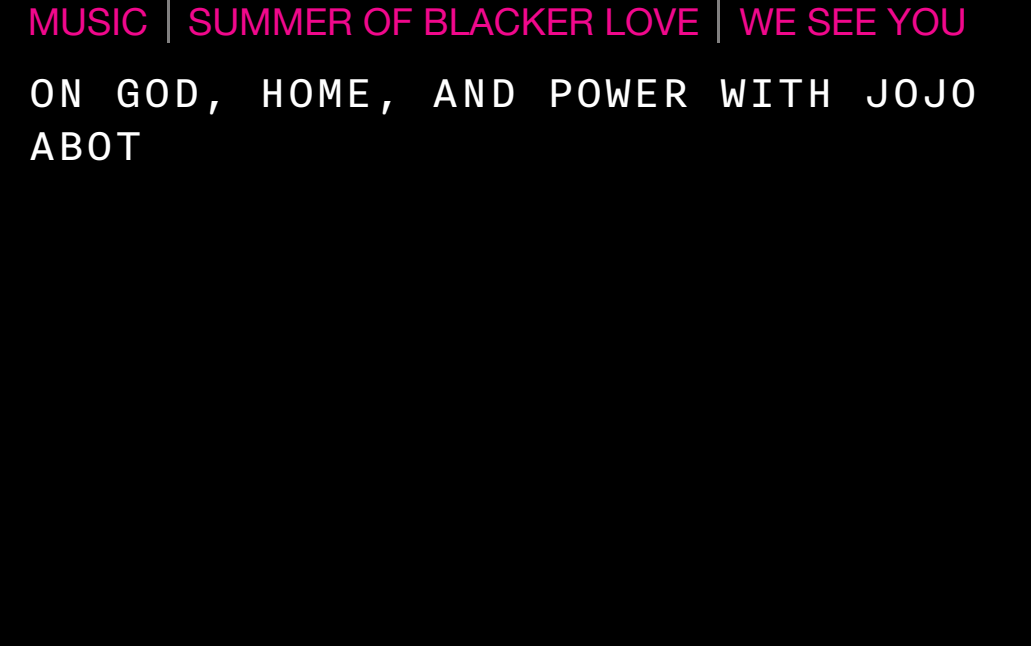 MUSIC | SUMMER OF BLACKER LOVE | WE SEE YOU
ON GOD, HOME, AND POWER WITH JOJO
ABOT